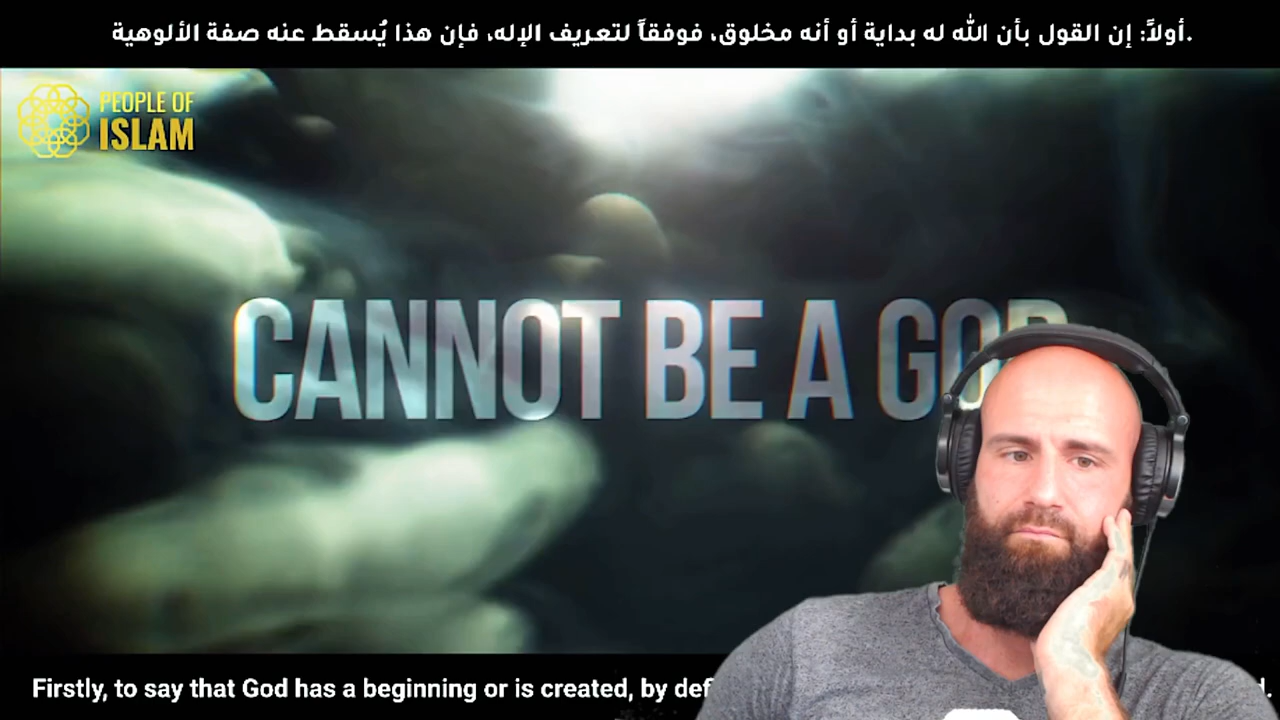 أولاً: إن القول بأن الله له بداية أو أنه مخلوق، فوفقاً لتعريف الإله، فإن هذا يُسقط عنه صفة الألوهية.
PEOPLE OF
ISLAM
CANNOT BE A GOD
Firstly, to say that God has a beginning or is created, by